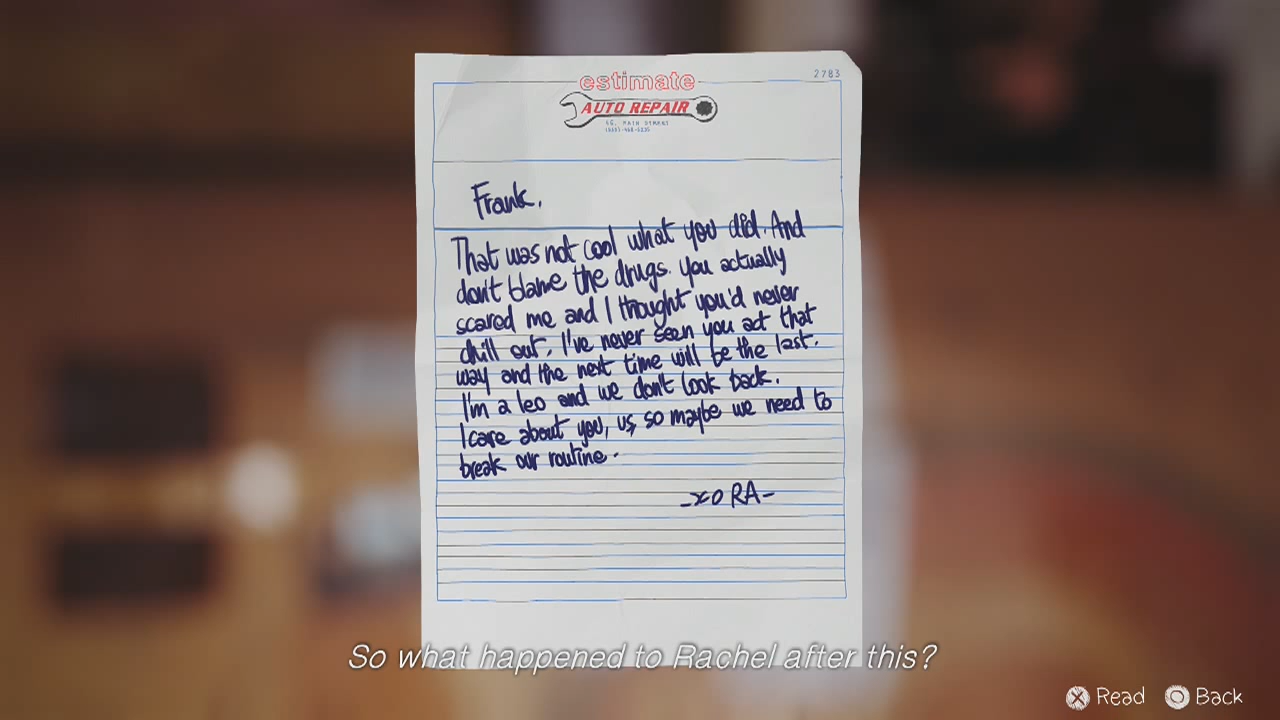 2783
estimate
AUTO REPAIR
Frank.
That was not cool what you did. And
don't blame the drugs. You actually
scared me and I thought you'd never
chill out. I've never seen you act that
way and the next time will be the last.
I'm a leo and we don't look back.
I care about you, us, so maybe we need to
break our routine.
-xo RA-
So what happened to Rachel after this?
Read Back